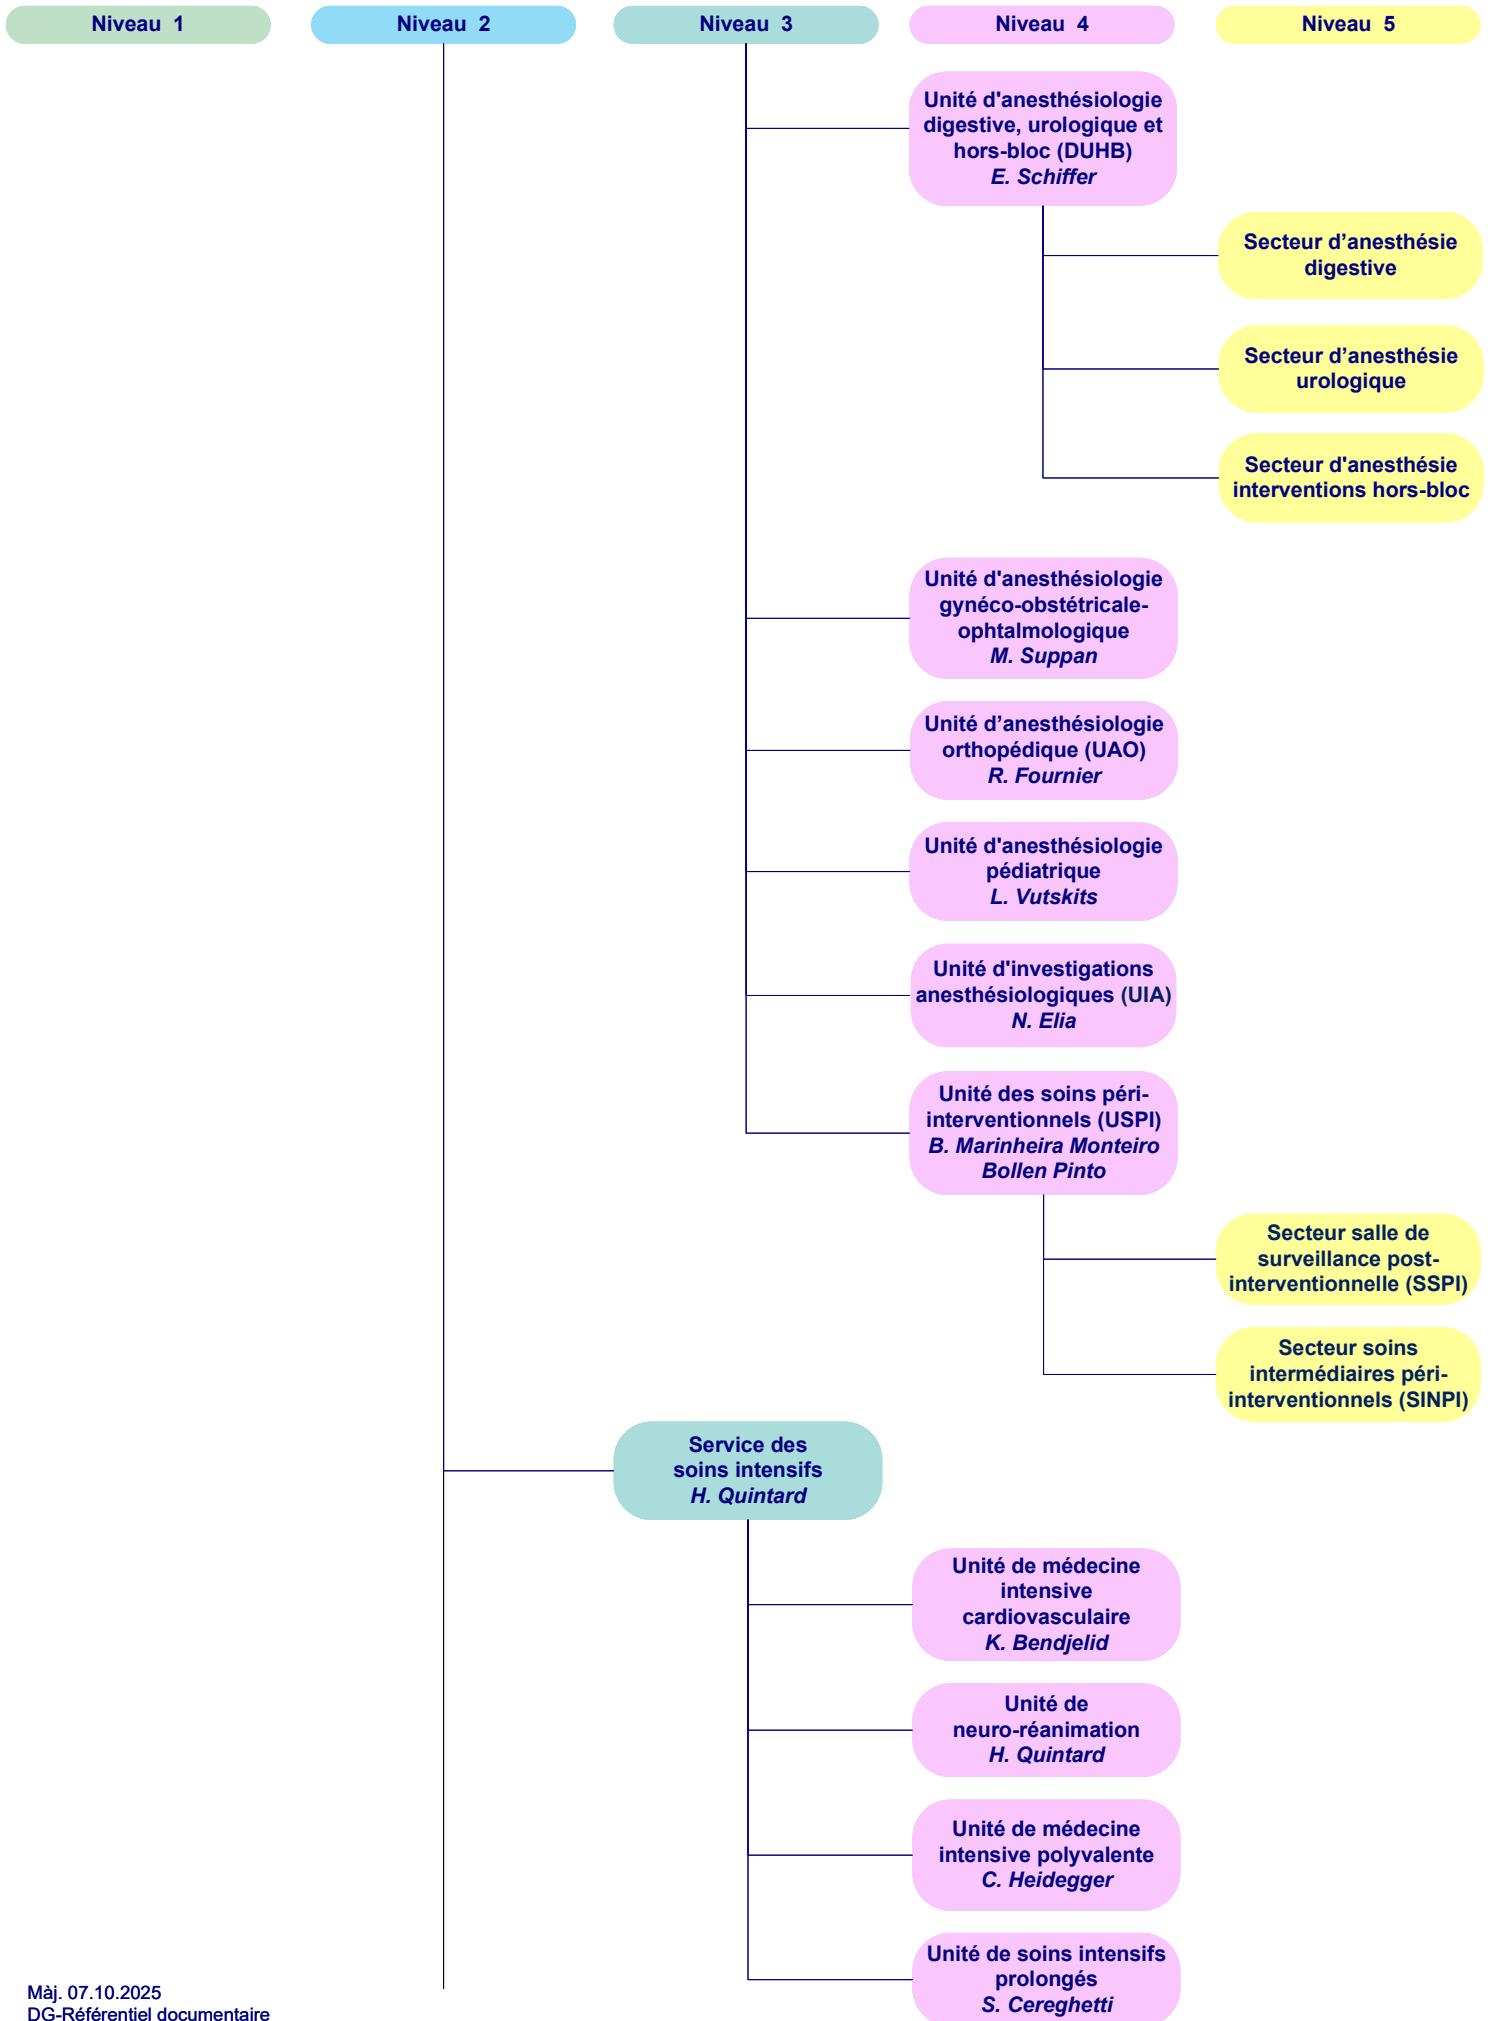 Niveau 1
Niveau 2
Niveau 3
Niveau 4
Niveau 5
Unité d'anesthésiologie
digestive, urologique et
hors-bloc (DUHB)
E. Schiffer
Secteur d’anesthésie
digestive
Secteur d’anesthésie
urologique
Secteur d'anesthésie
interventions hors-bloc
Unité d'anesthésiologie
gynéco-obstétricale-
ophtalmologique
M. Suppan
Unité d’anesthésiologie
orthopédique (UAO)
R. Fournier
Unité d'anesthésiologie
pédiatrique
L. Vutskits
Unité d'investigations
anesthésiologiques (UIA)
N. Elia
Unité des soins péri-
interventionnels (USPI)
B. Marinheira Monteiro
Bollen Pinto
Secteur salle de
surveillance post-
interventionnelle (SSPI)
Secteur soins
intermédiaires péri-
interventionnels (SINPI)
Service des
soins intensifs
H. Quintard
Unité de médecine
intensive
cardiovasculaire
K. Bendjelid
Unité de
neuro-réanimation
H. Quintard
Unité de médecine
intensive polyvalente
C. Heidegger
Unité de soins intensifs
prolongés
S. Cereghetti
Màj. 07.10.2025
DG-Référentiel documentaire